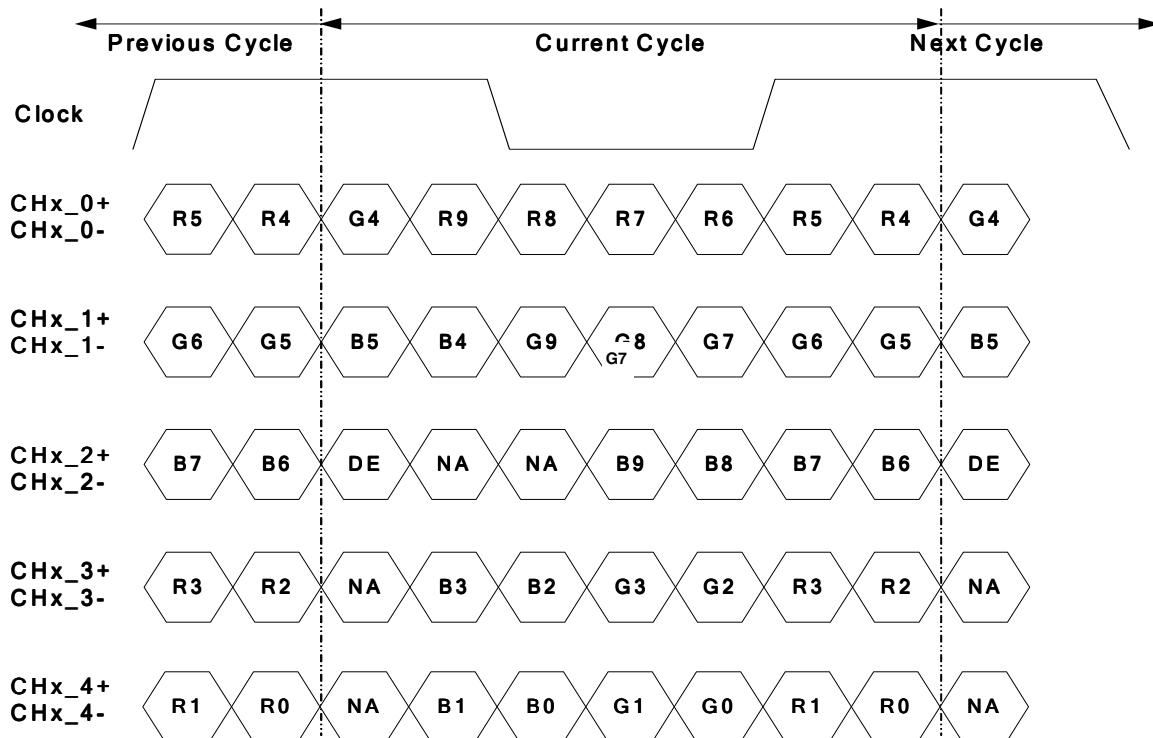 Previous Cycle Current Cycle Next Cycle
Clock
CHx_0+
CHx_0-
R5 R4 G4 R9 R8 R7 R6 R5 R4 G4
CHx_1+
CHx_1-
G6 G5 B5 B4 G9 G8 G7 G6 G5 B5
G7
CHx_2+
CHx_2-
B7 B6 DE NA NA B9 B8 B7 B6 DE
CHx_3+
CHx_3-
R3 R2 NA B3 B2 G3 G2 R3 R2 NA
CHx_4+
CHx_4-
R1 R0 NA B1 B0 G1 G0 R1 R0 NA